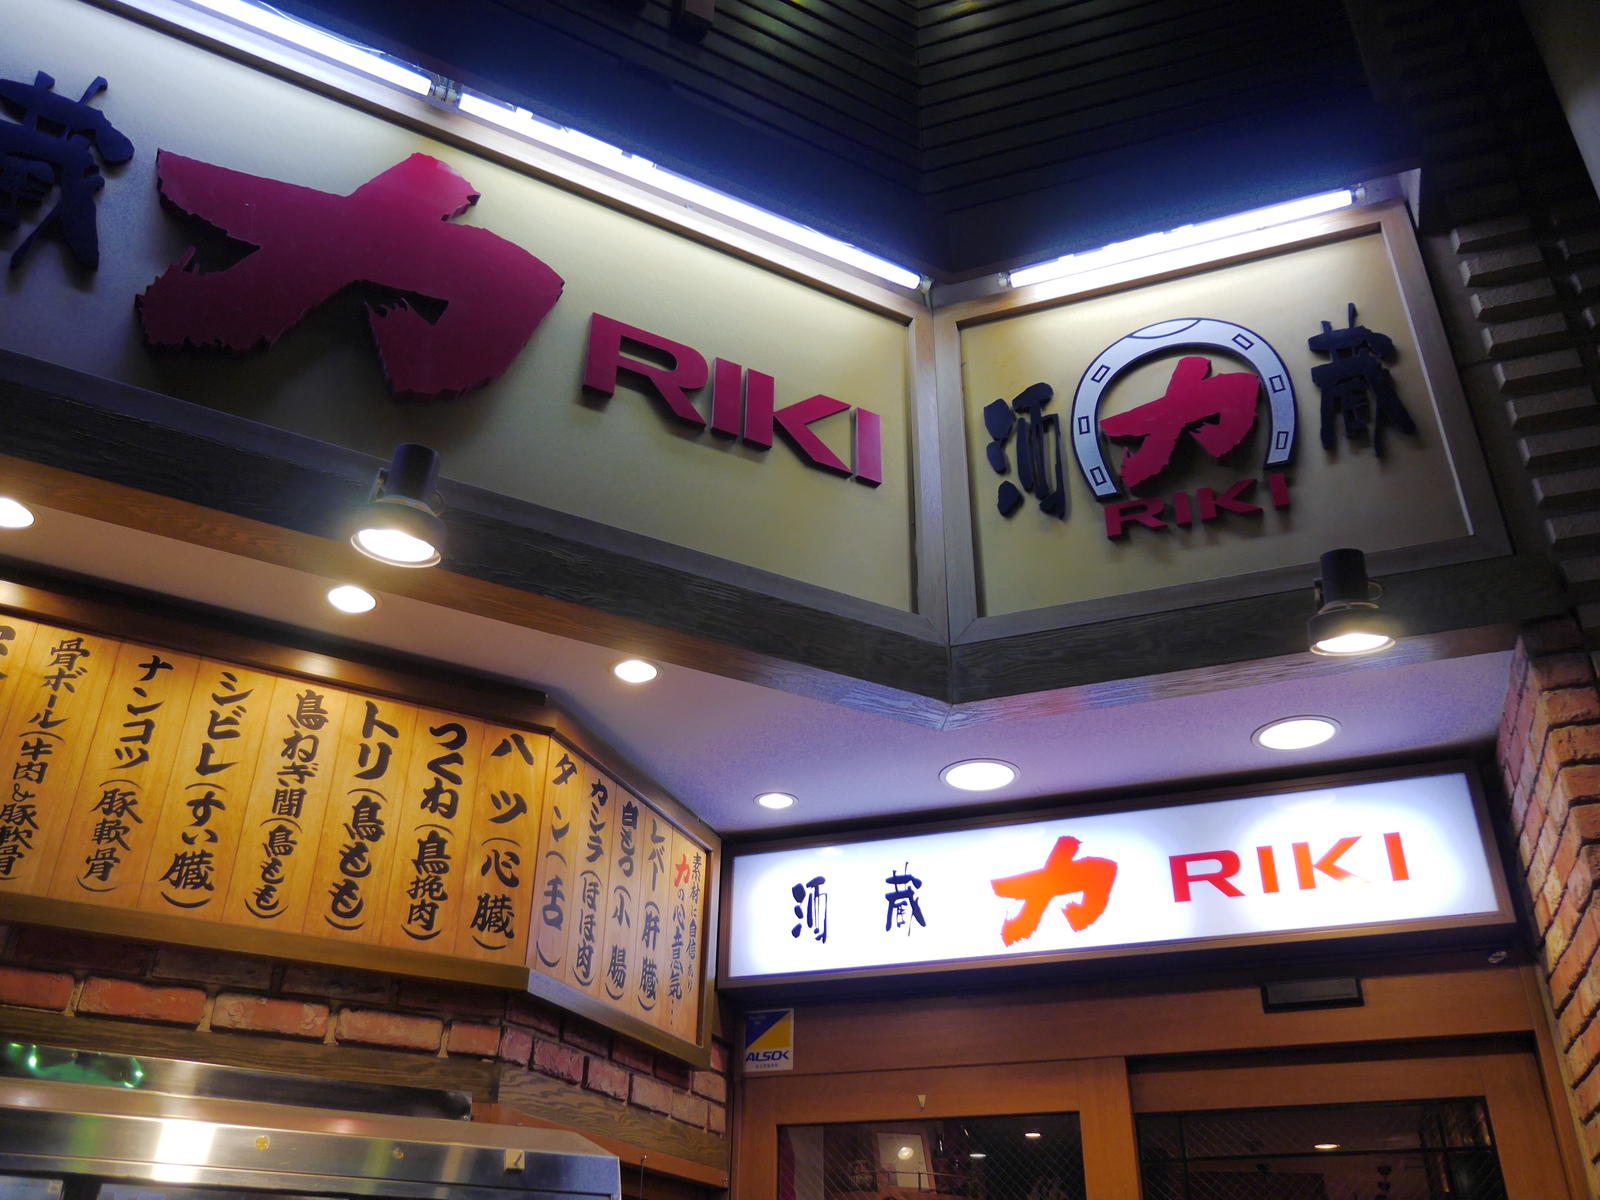 蔵 力 RIKI
酒 力 蔵
RIKI
素材に自信あり
力の心意気…
レバー(肝臓)
白もつ(小腸)
カシラ(ほほ肉)
タン(舌)
ハツ(心臓)
つくね(鳥挽肉)
トリ(鳥もも)
鳥ねぎ間(鳥もも)
シビレ(すい臓)
ナンコツ(豚軟骨)
骨ボール(牛肉&豚軟骨)
酒蔵 力 RIKI
ALSOK